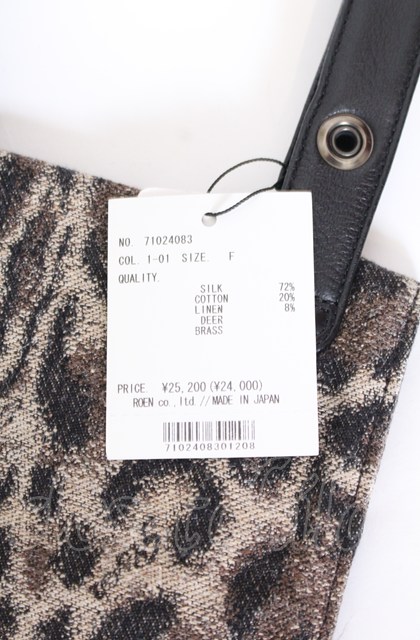 NO. 71024083
COL. 1-01 SIZE. F
QUALITY.
SILK 72%
COTTON 20%
LINEN 8%
DEER
BRASS
PRICE. ¥25,200 (¥24,000)
ROEN co.,ltd.//MADE IN JAPAN
7102408301208